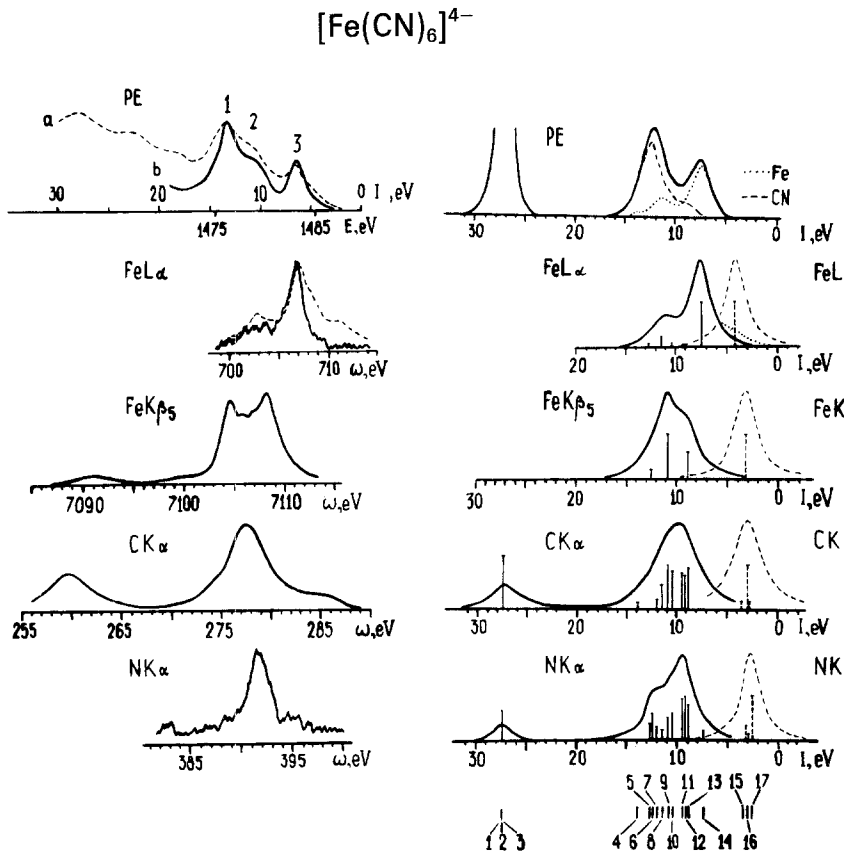 [Fe(CN)₆]⁴⁻
PE
a
b
1
2
3
30 20 10 0 I,eV
1475 1485 E,eV
FeLα
700 710 ω,eV
FeKβ₅
7090 7100 7110 ω,eV
CKα
255 265 275 285 ω,eV
NKα
385 395 ω,eV
PE
Fe
CN
30 20 10 0 I,eV
FeLα FeL
20 10 0 I,eV
FeKβ₅ FeK
30 20 10 0 I,eV
CKα CK
30 20 10 0 I,eV
NKα NK
30 20 10 0 I,eV
5 7 9 11 13 15 17
1 2 3 4 6 8 10 12 14 16